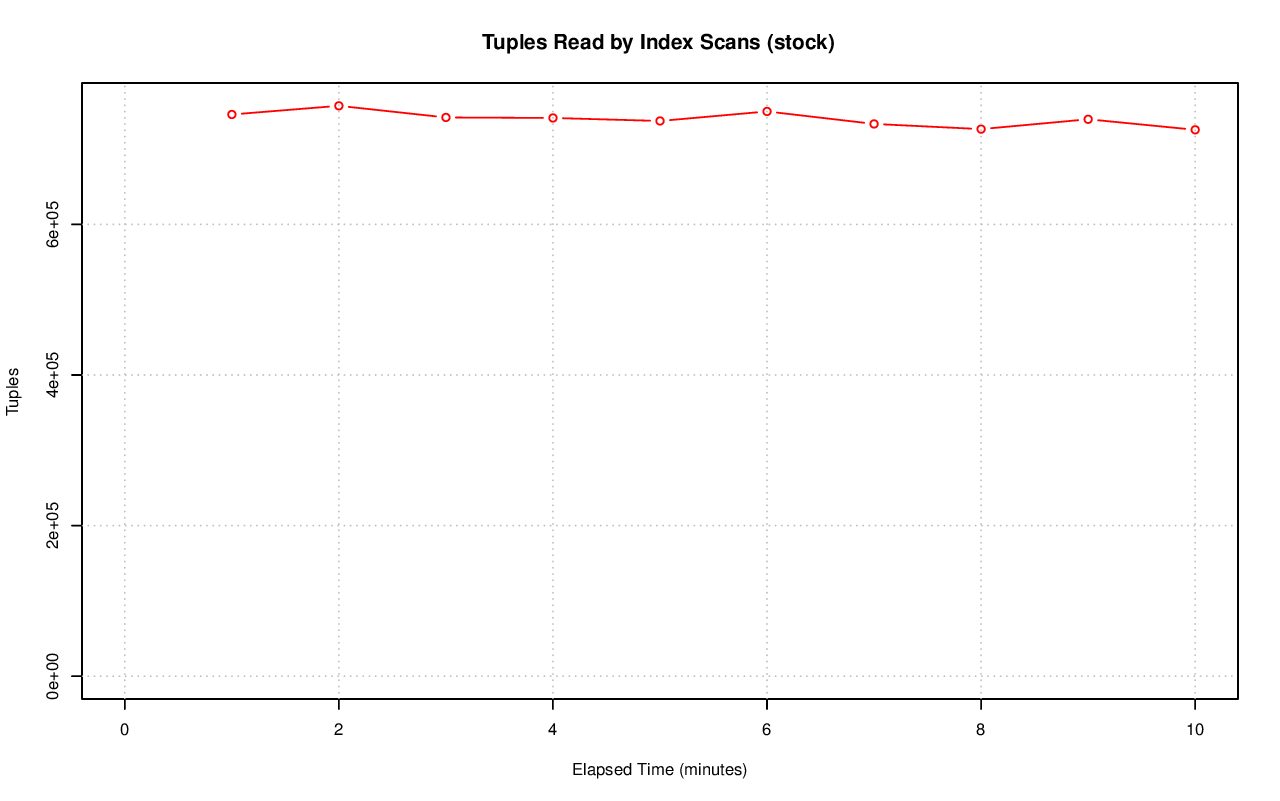 Tuples Read by Index Scans (stock)
6e+05
4e+05
2e+05
0e+00
Tuples
0 2 4 6 8 10
Elapsed Time (minutes)